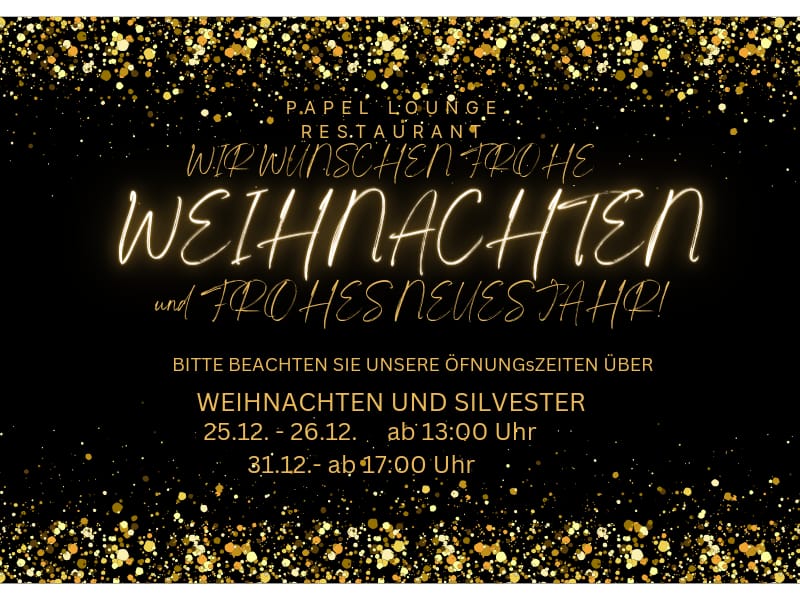 PAPEL LOUNGE
RESTAURANT
WIR WÜNSCHEN FROHE
WEIHNACHTEN
und FROHES NEUES JAHR!
BITTE BEACHTEN SIE UNSERE ÖFNUNGsZEITEN ÜBER
WEIHNACHTEN UND SILVESTER
25.12. - 26.12. ab 13:00 Uhr
31.12.- ab 17:00 Uhr